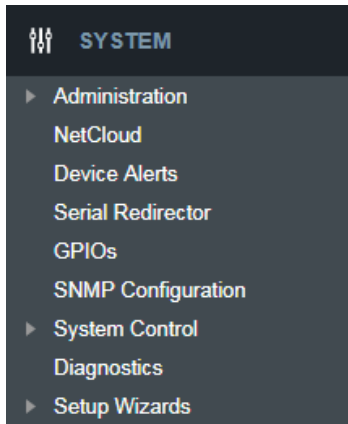 SYSTEM
Administration
NetCloud
Device Alerts
Serial Redirector
GPIOs
SNMP Configuration
System Control
Diagnostics
Setup Wizards